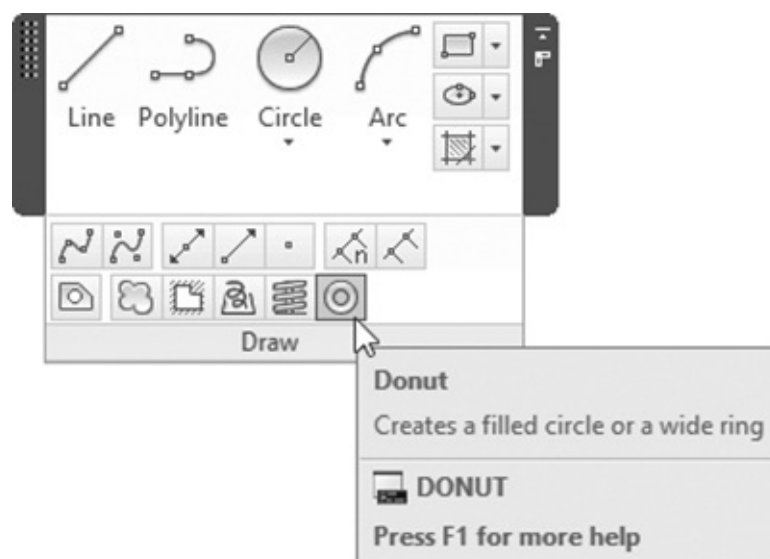 Line Polyline Circle Arc
n
Draw
Donut
Creates a filled circle or a wide ring
DONUT
Press F1 for more help